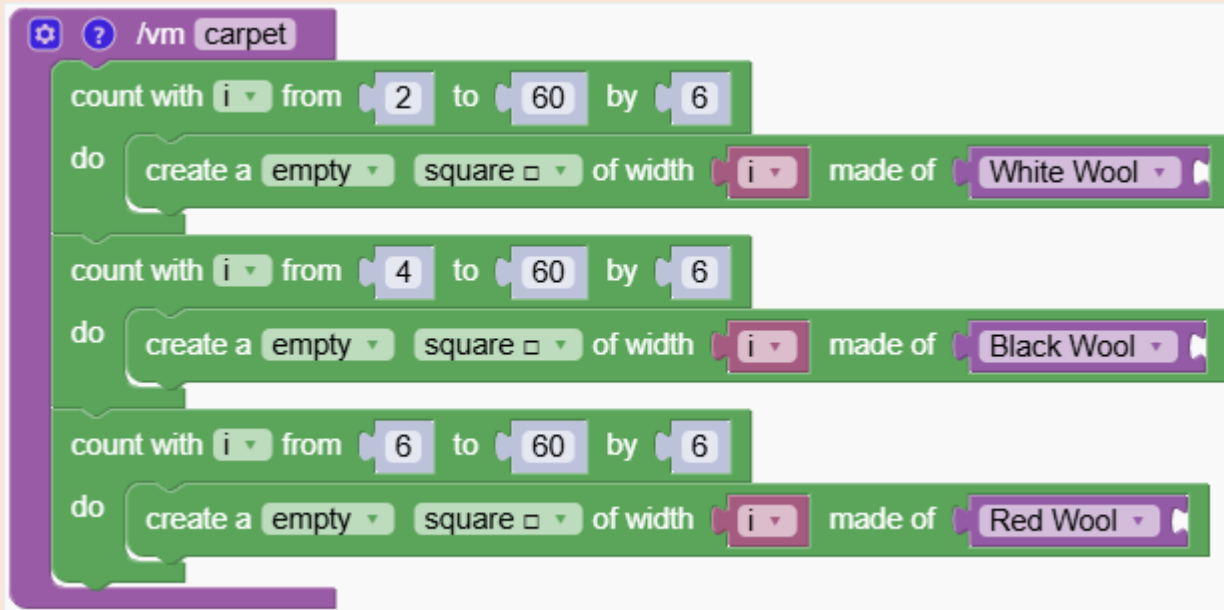 ? /vm carpet
count with i from 2 to 60 by 6
do create a empty square □ of width i made of White Wool
count with i from 4 to 60 by 6
do create a empty square □ of width i made of Black Wool
count with i from 6 to 60 by 6
do create a empty square □ of width i made of Red Wool